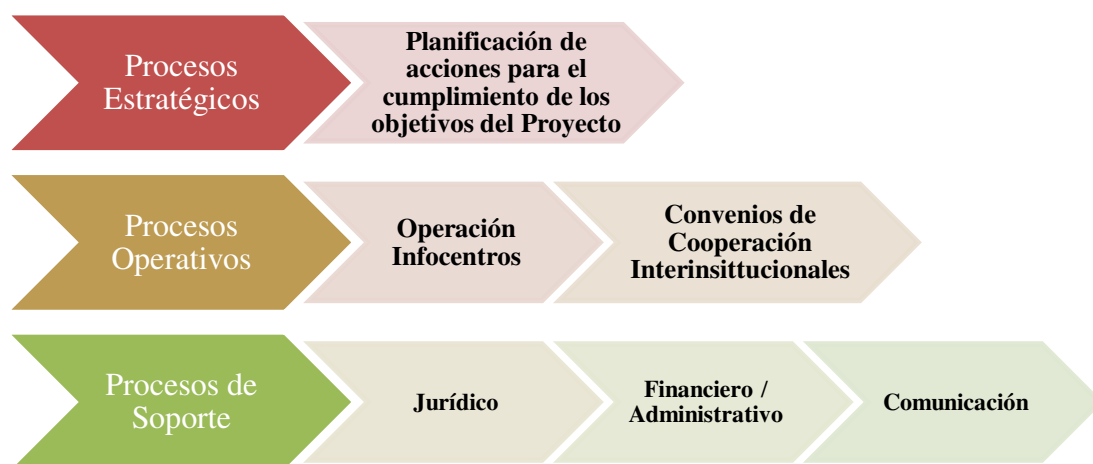 Procesos
Estratégicos
Planificación de
acciones para el
cumplimiento de los
objetivos del Proyecto
Procesos
Operativos
Operación
Infocentros
Convenios de
Cooperación
Interinsittucionales
Procesos de
Soporte
Jurídico
Financiero /
Administrativo
Comunicación